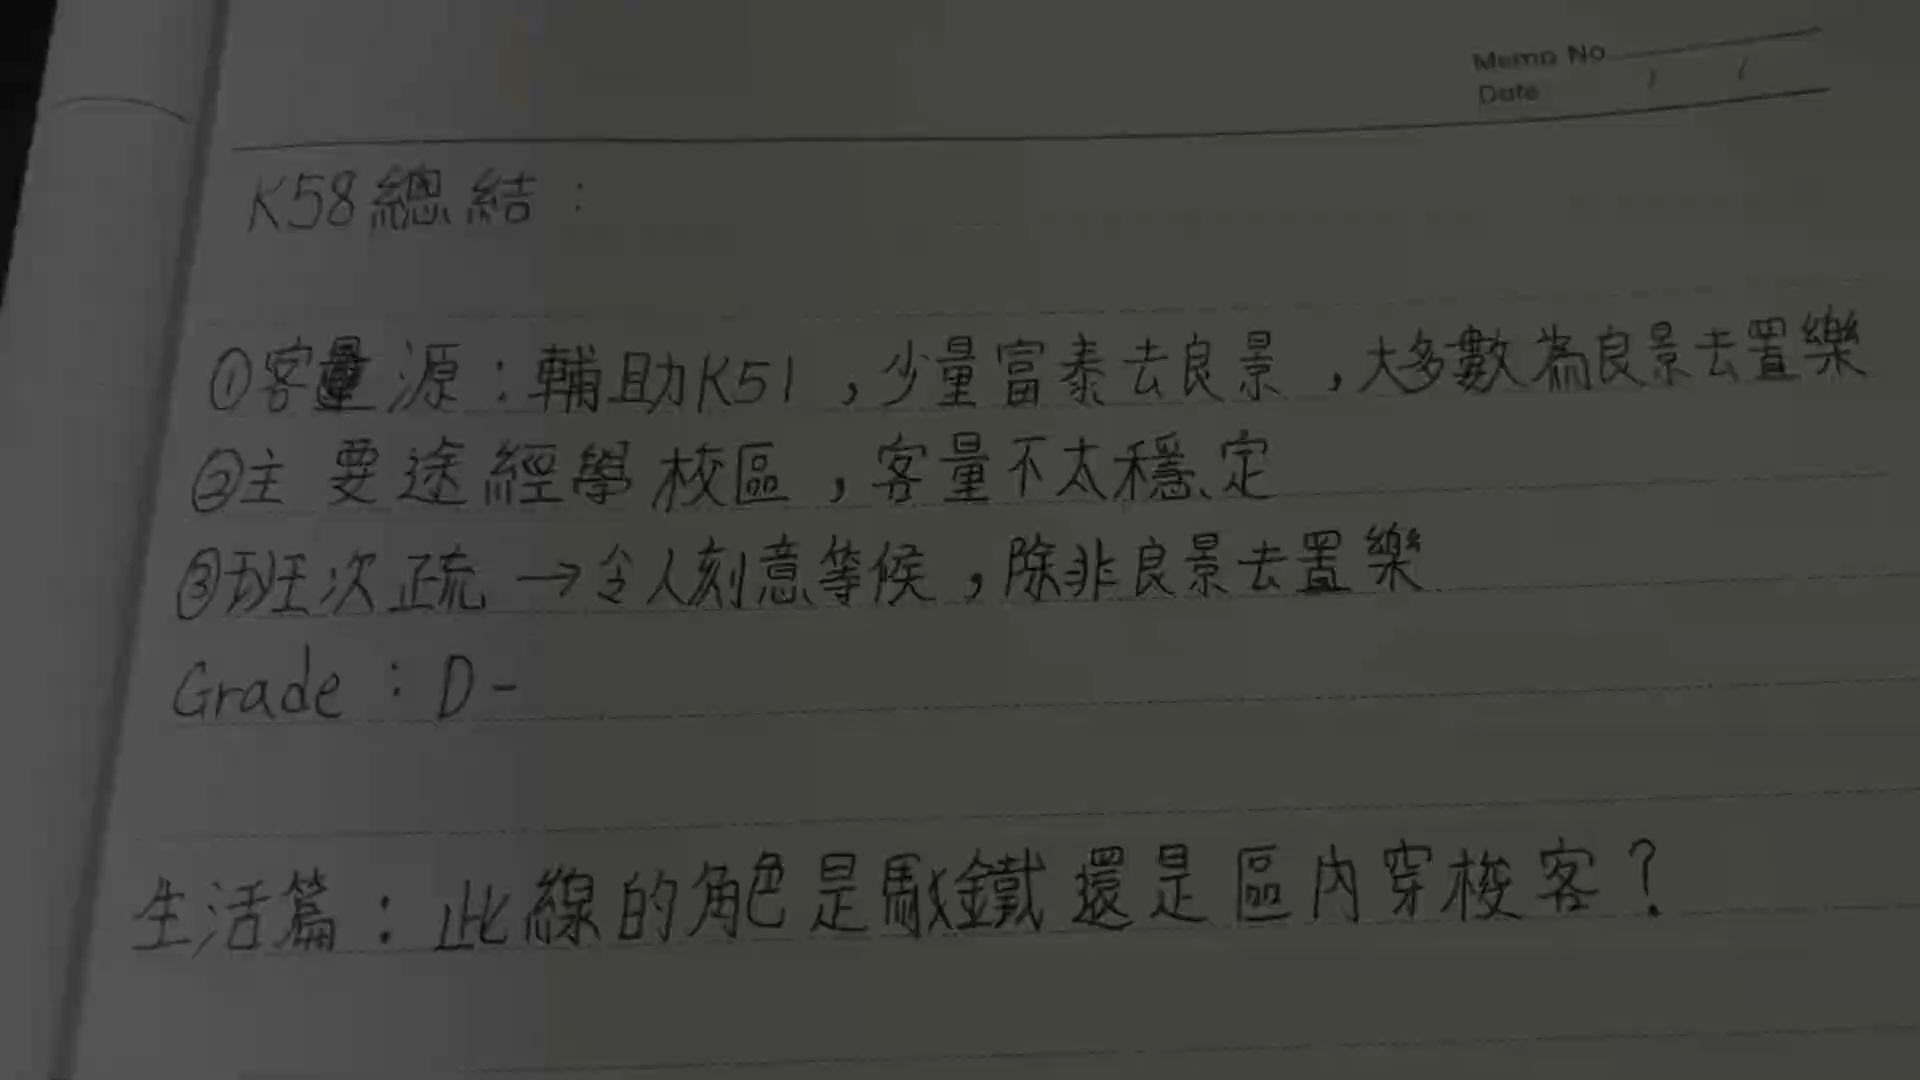 Memo No
Date / /
K58總結：
①客量源：輔助K51，少量富泰去良景，大多數為良景去置樂
②主要途經學校區，客量不太穩定
③班次疏→令人刻意等候，除非良景去置樂
Grade：D-
生活篇：此線的角色是馭鐵還是區內穿梭客？